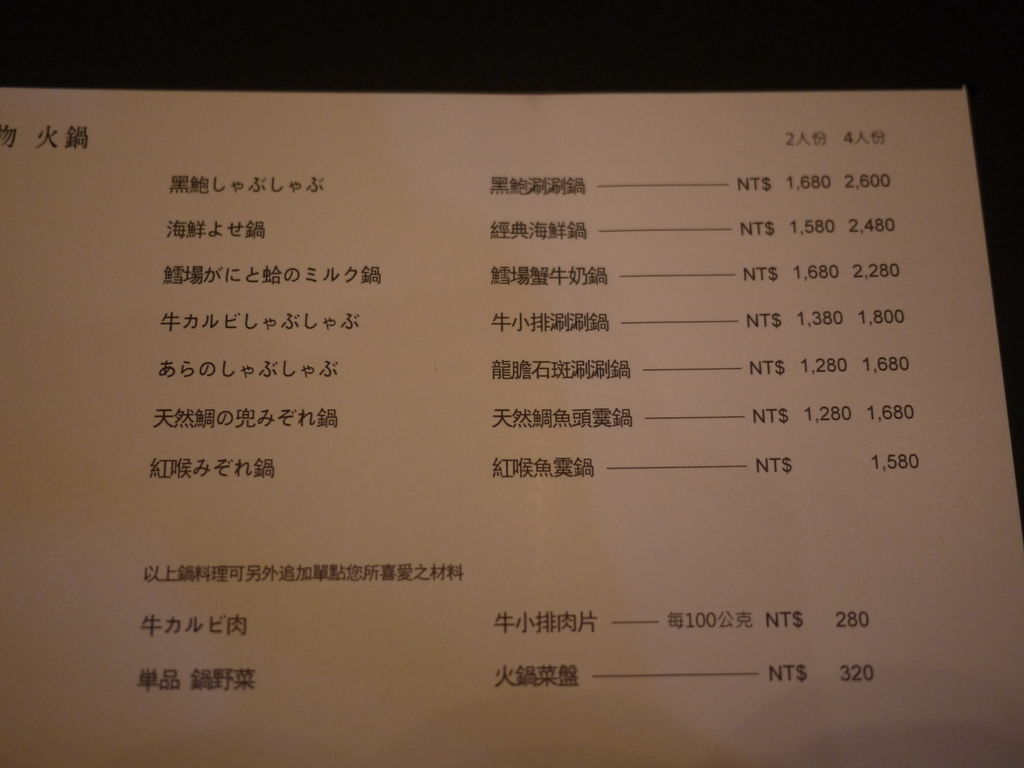 物 火鍋
2人份 4人份
黑鮑しゃぶしゃぶ 黑鮑涮涮鍋 NT$ 1,680 2,600
海鮮よせ鍋 經典海鮮鍋 NT$ 1,580 2,480
鱈場がにと蛤のミルク鍋 鱈場蟹牛奶鍋 NT$ 1,680 2,280
牛カルビしゃぶしゃぶ 牛小排涮涮鍋 NT$ 1,380 1,800
あらのしゃぶしゃぶ 龍膽石斑涮涮鍋 NT$ 1,280 1,680
天然鯛の兜みぞれ鍋 天然鯛魚頭霙鍋 NT$ 1,280 1,680
紅喉みぞれ鍋 紅喉魚霙鍋 NT$ 1,580
以上鍋料理可另外追加單點您所喜愛之材料
牛カルビ肉 牛小排肉片 每100公克 NT$ 280
単品 鍋野菜 火鍋菜盤 NT$ 320